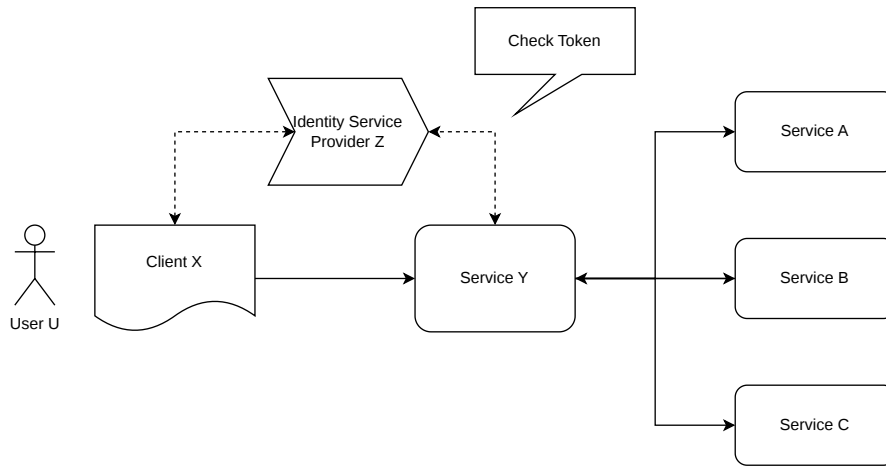 Check Token
Identity Service
Provider Z
Service A
Client X
Service Y
Service B
User U
Service C